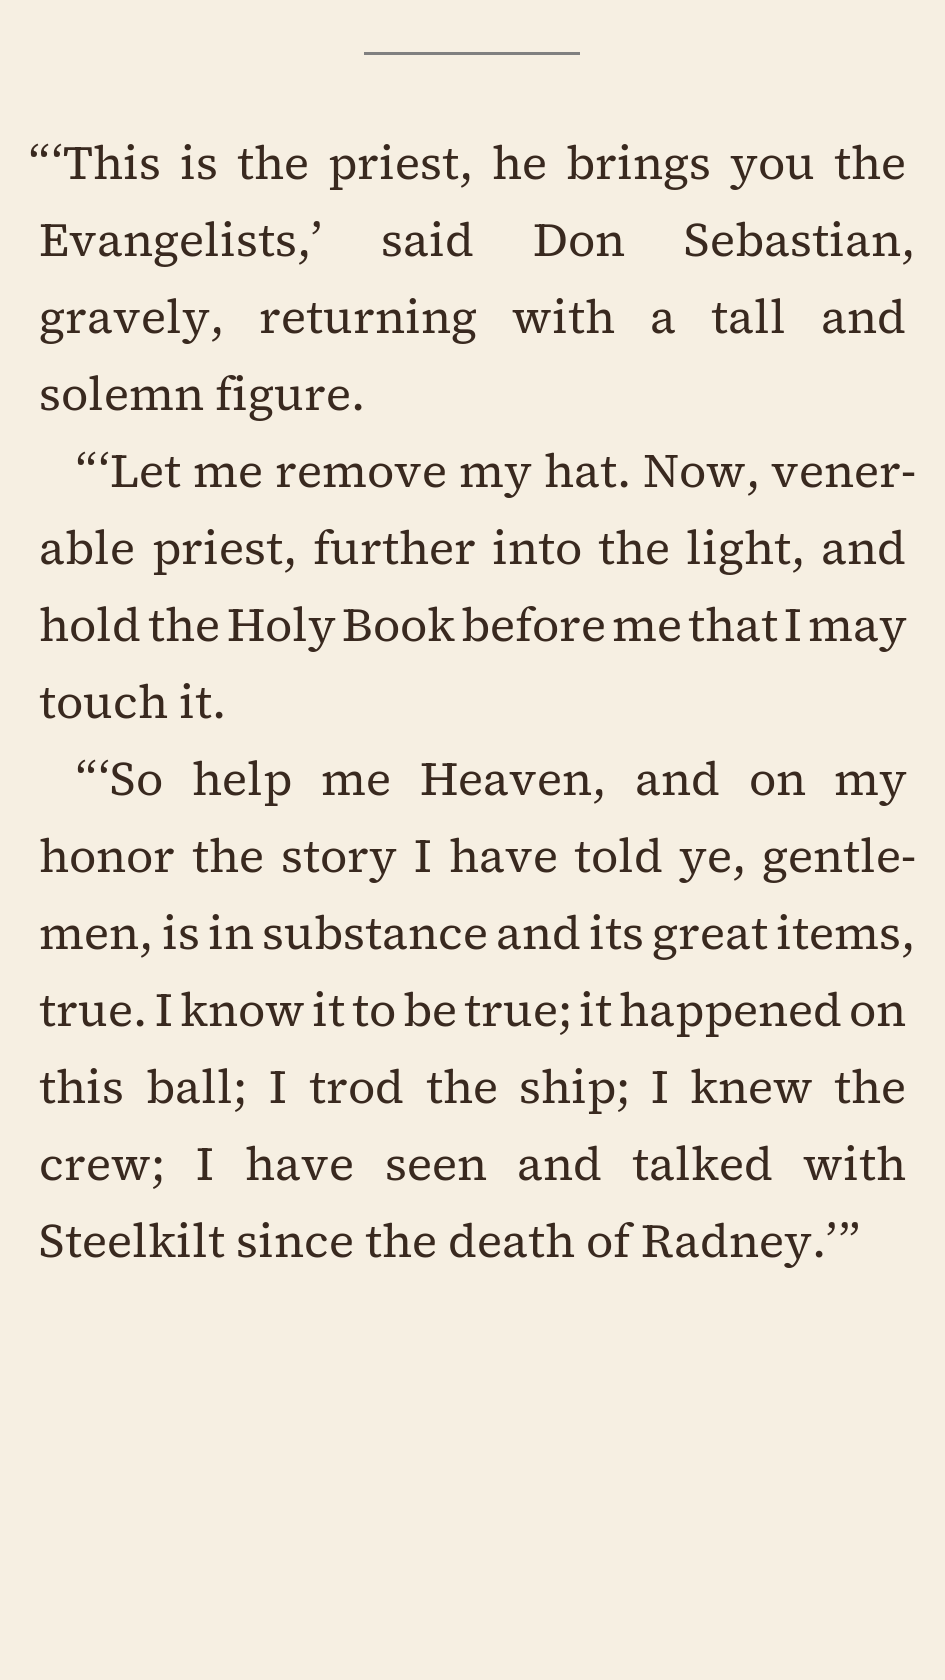 “‘This is the priest, he brings you the
Evangelists,’ said Don Sebastian,
gravely, returning with a tall and
solemn figure.
“‘Let me remove my hat. Now, vener-
able priest, further into the light, and
hold the Holy Book before me that I may
touch it.
“‘So help me Heaven, and on my
honor the story I have told ye, gentle-
men, is in substance and its great items,
true. I know it to be true; it happened on
this ball; I trod the ship; I knew the
crew; I have seen and talked with
Steelkilt since the death of Radney.’”